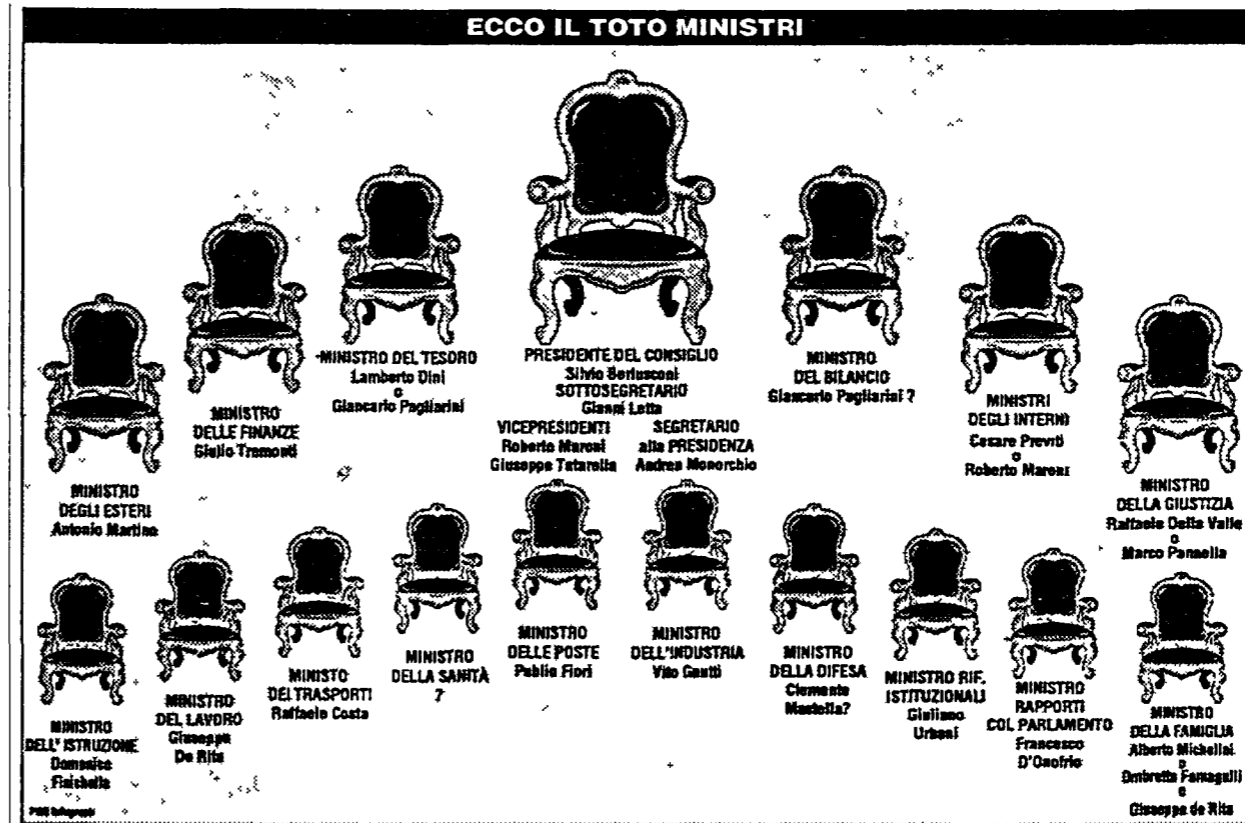 ECCO IL TOTO MINISTRI
PRESIDENTE DEL CONSIGLIO
Silvio Berlusconi
SOTTOSEGRETARIO
Gianni Letta
VICEPRESIDENTI
Roberto Maroni
Giuseppe Tatarella
SEGRETARIO
alla PRESIDENZA
Andrea Monorchio
MINISTRO DEL TESORO
Lamberto Dini
o
Giancarlo Pagliarini
MINISTRO
DEL BILANCIO
Giancarlo Pagliarini ?
MINISTRO
DELLE FINANZE
Giulio Tremonti
MINISTRI
DEGLI INTERNI
Cesare Previti
o
Roberto Maroni
MINISTRO
DEGLI ESTERI
Antonio Martino
MINISTRO
DELLA GIUSTIZIA
Raffaele Della Valle
o
Marco Pannella
MINISTRO
DELL' ISTRUZIONE
Domenico
Fisichella
MINISTRO
DEL LAVORO
Giuseppe
De Rita
MINISTO
DEI TRASPORTI
Raffaele Costa
MINISTRO
DELLA SANITÀ
?
MINISTRO
DELLE POSTE
Publio Fiori
MINISTRO
DELL'INDUSTRIA
Vito Gnutti
MINISTRO
DELLA DIFESA
Clemente
Mastella?
MINISTRO RIF.
ISTITUZIONALI
Giuliano
Urbani
MINISTRO
RAPPORTI
COL PARLAMENTO
Francesco
D'Onofrio
MINISTRO
DELLA FAMIGLIA
Alberto Michelini
o
Ombretta Fumagalli
e
Giuseppe de Rita
P&G Infograph